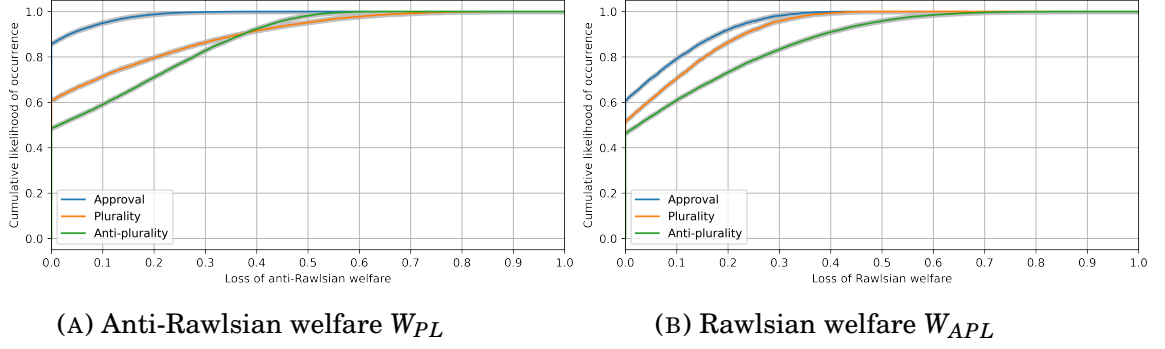 Cumulative likelihood of occurrence
1.0
0.8
0.6
0.4
0.2
0.0
Approval
Plurality
Anti-plurality
0.0 0.1 0.2 0.3 0.4 0.5 0.6 0.7 0.8 0.9 1.0
Loss of anti-Rawlsian welfare
(A) Anti-Rawlsian welfare W_{PL}
Cumulative likelihood of occurrence
1.0
0.8
0.6
0.4
0.2
0.0
Approval
Plurality
Anti-plurality
0.0 0.1 0.2 0.3 0.4 0.5 0.6 0.7 0.8 0.9 1.0
Loss of Rawlsian welfare
(B) Rawlsian welfare W_{APL}